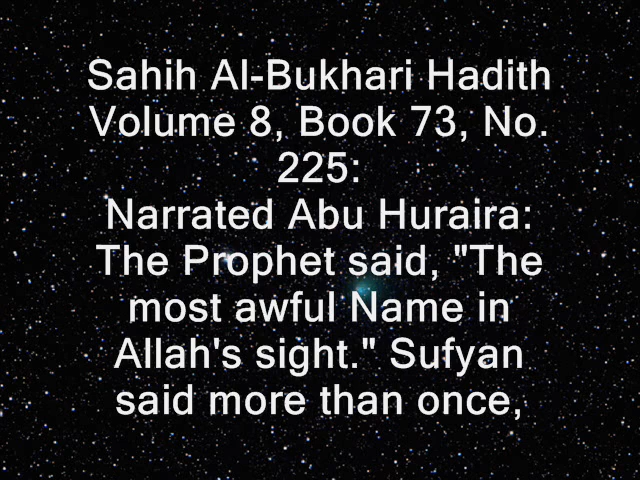 Sahih Al-Bukhari Hadith
Volume 8, Book 73, No.
225:
Narrated Abu Huraira:
The Prophet said, "The
most awful Name in
Allah's sight." Sufyan
said more than once,